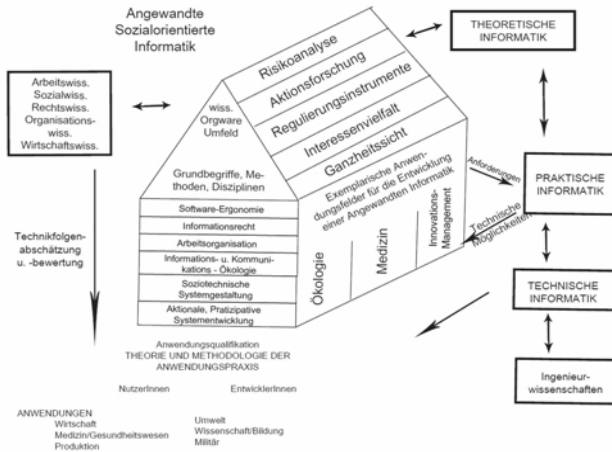 Angewandte
Sozialorientierte
Informatik
THEORETISCHE
INFORMATIK
Arbeitswiss.
Sozialwiss.
Rechtswiss.
Organisations-
wiss.
Wirtschaftswiss.
wiss.
Orgware
Umfeld
Grundbegriffe, Me-
thoden, Disziplinen
Risikoanalyse
Aktionsforschung
Regulierungsinstrumente
Interessenvielfalt
Ganzheitssicht
Exemplarische Anwen-
dungsfelder für die Entwicklung
einer Angewandten Informatik
Ökologie
Medizin
Innovations-
Management
Anforderungen
Technische
Möglichkeiten
PRAKTISCHE
INFORMATIK
TECHNISCHE
INFORMATIK
Ingenieur-
wissenschaften
Software-Ergonomie
Informationsrecht
Arbeitsorganisation
Informations- u. Kommuni-
kations - Ökologie
Soziotechnische
Systemgestaltung
Aktionale, Pratizipative
Systementwicklung
Technikfolgen-
abschätzung
u. -bewertung
Anwendungsqualifikation
THEORIE UND METHODOLOGIE DER
ANWENDUNGSPRAXIS
NutzerInnen
EntwicklerInnen
ANWENDUNGEN
Wirtschaft
Medizin/Gesundheitswesen
Produktion
Umwelt
Wissenschaft/Bildung
Militär